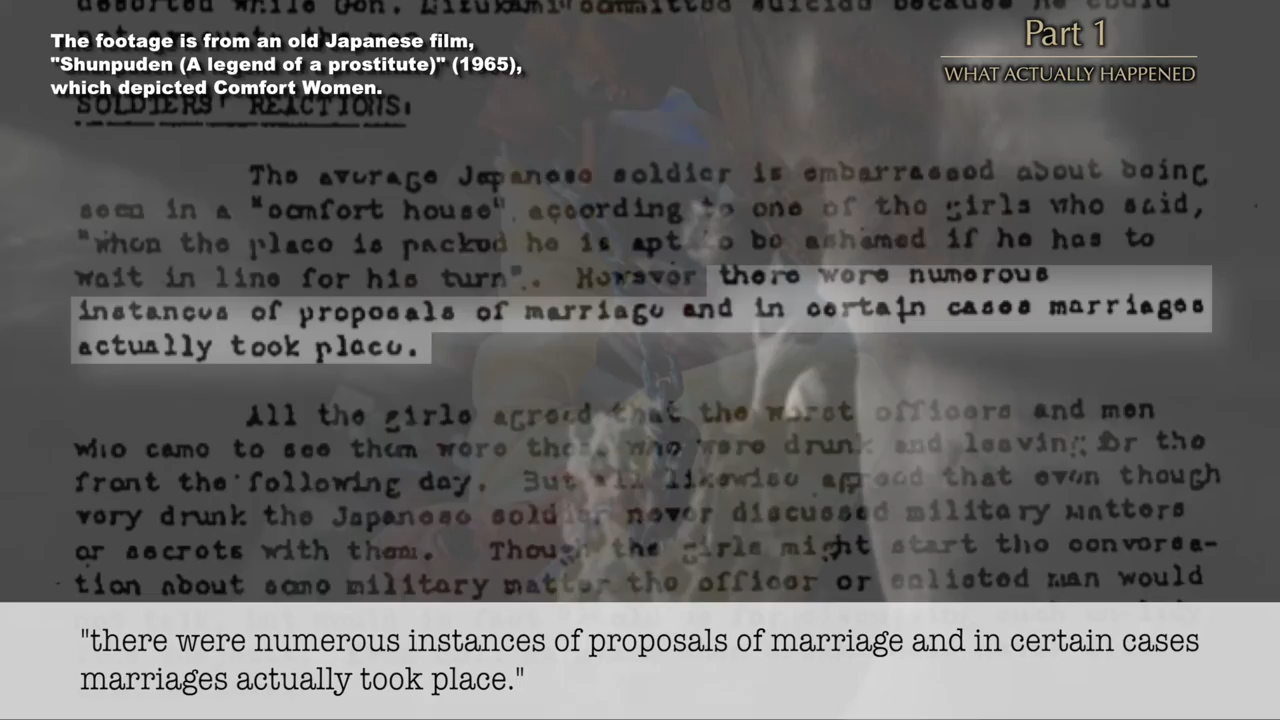 The footage is from an old Japanese film,
"Shunpuden (A legend of a prostitute)" (1965),
which depicted Comfort Women.
Part 1
WHAT ACTUALLY HAPPENED
SOLDIERS' REACTIONS:
The average Japanese soldier is embarrassed about being
seen in a "comfort house" according to one of the girls who said,
"when the place is packed he is apt to be ashamed if he has to
wait in line for his turn". However there were numerous
instances of proposals of marriage and in certain cases marriages
actually took place.
All the girls agreed that the worst officers and men
who came to see them were those who were drunk and leaving for the
front the following day. But all likewise agreed that even though
very drunk the Japanese soldier never discussed military matters
or secrets with them. Though the girls might start the conversa-
tion about some military matter the officer or enlisted man would
"there were numerous instances of proposals of marriage and in certain cases
marriages actually took place."